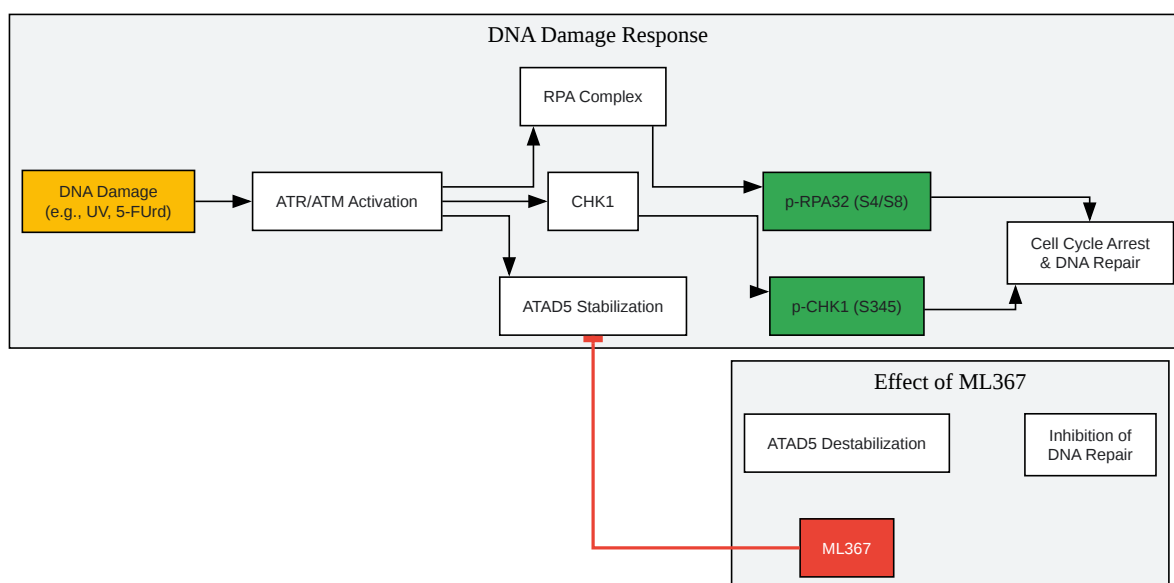 DNA Damage Response
RPA Complex
DNA Damage
(e.g., UV, 5-FUrd)
ATR/ATM Activation
CHK1
p-RPA32 (S4/S8)
Cell Cycle Arrest
& DNA Repair
ATAD5 Stabilization
p-CHK1 (S345)
Effect of ML367
ATAD5 Destabilization
Inhibition of
DNA Repair
ML367